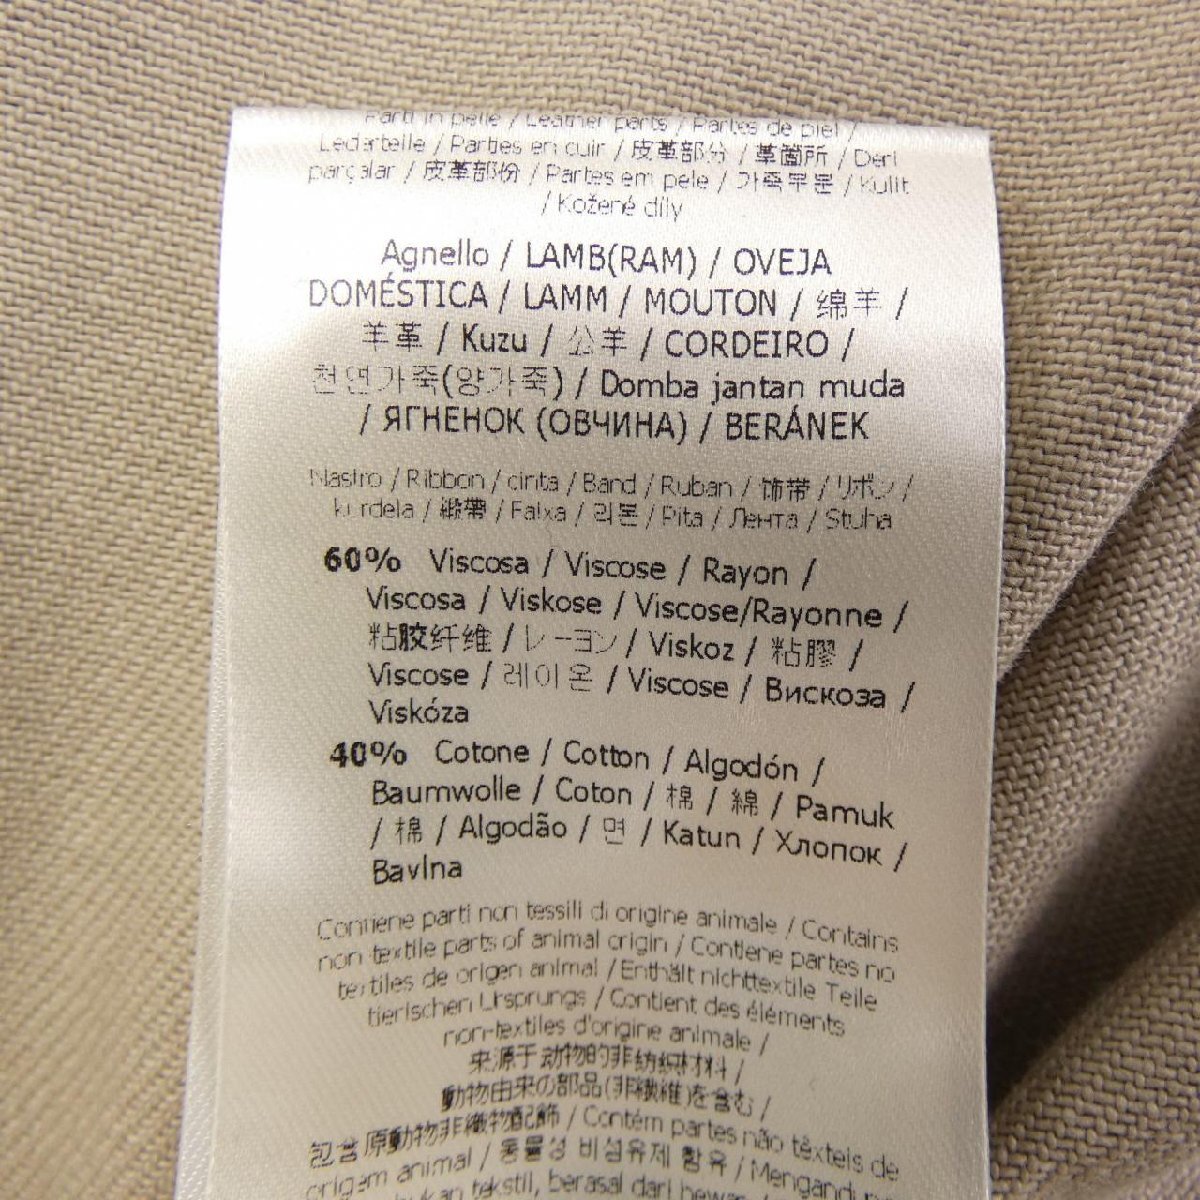 Parti in pelle / Leather parts / Partes de piel /
Lederteile / Parties en cuir / 皮革部分 / 革箇所 / Deri
parçalar / 皮革部份 / Partes em pele / 가죽부분 / Kulit
/ Kožené díly
Agnello / LAMB(RAM) / OVEJA
DOMÉSTICA / LAMM / MOUTON / 绵羊 /
羊革 / Kuzu / 公羊 / CORDEIRO /
천연가죽(양가죽) / Domba jantan muda
/ ЯГНЕНОК (ОВЧИНА) / BERÁNEK
Nastro / Ribbon / cinta / Band / Ruban / 饰带 / リボン /
kurdela / 緞帶 / Faixa / 리본 / Pita / Лента / Stuha
60% Viscosa / Viscose / Rayon /
Viscosa / Viskose / Viscose/Rayonne /
粘胶纤维 / レーヨン / Viskoz / 粘膠 /
Viscose / 레이온 / Viscose / Вискоза /
Viskóza
40% Cotone / Cotton / Algodón /
Baumwolle / Coton / 棉 / 綿 / Pamuk
/ 棉 / Algodão / 면 / Katun / Хлопок /
Bavlna
Contiene parti non tessili di origine animale / Contains
non-textile parts of animal origin / Contiene partes no
textiles de origen animal / Enthält nichttextile Teile
tierischen Ursprungs / Contient des éléments
non-textiles d'origine animale /
来源于动物的非纺织材料 /
動物由来の部品(非繊維)を含む /
包含原動物非織物配飾 / Contém partes não têxteis de
origem animal / 동물성 비섬유제 함유 / Mengandung
bukan tekstil, berasal dari hewan